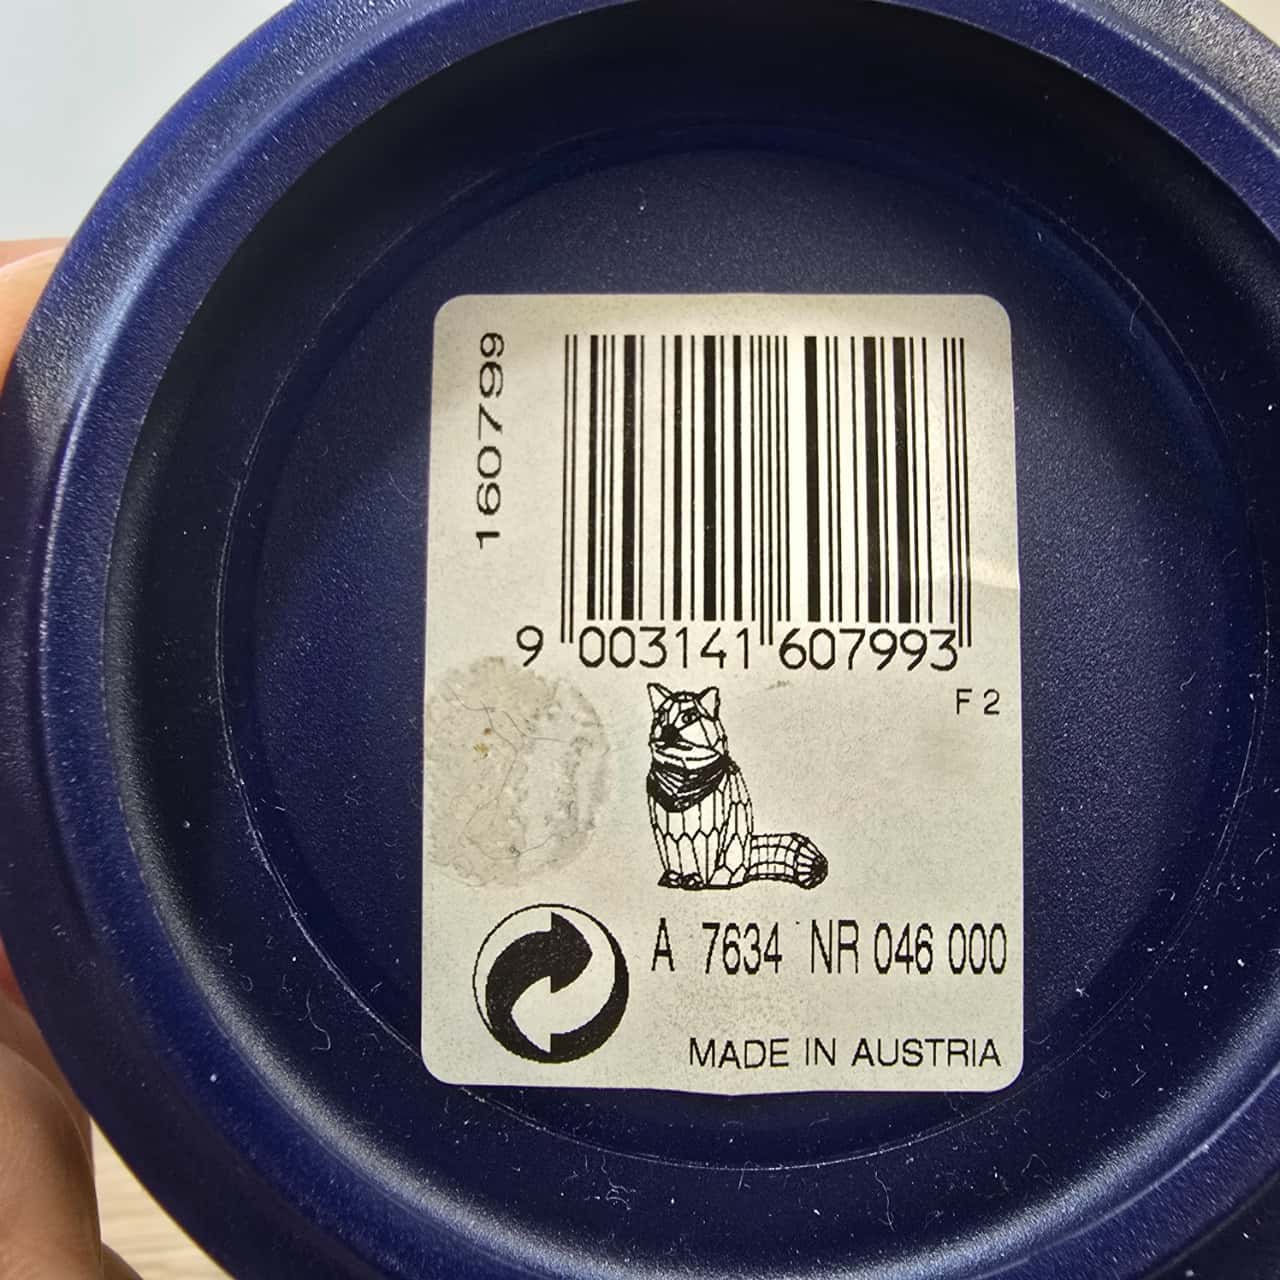 160799
9 003141 607993
F 2
A 7634 NR 046 000
MADE IN AUSTRIA